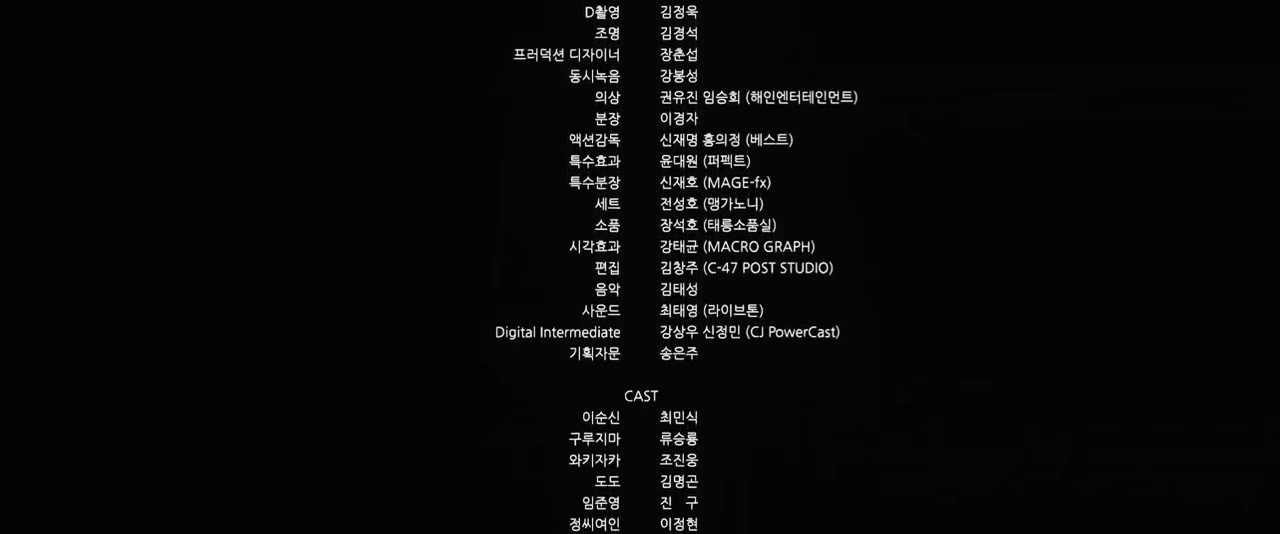 D촬영 김정욱
조명 김경석
프러덕션 디자이너 장춘섭
동시녹음 강봉성
의상 권유진 임승희 (해인엔터테인먼트)
분장 이경자
액션감독 신재명 홍의정 (베스트)
특수효과 윤대원 (퍼펙트)
특수분장 신재호 (MAGE-fx)
세트 전성호 (맹가노니)
소품 장석호 (태릉소품실)
시각효과 강태균 (MACRO GRAPH)
편집 김창주 (C-47 POST STUDIO)
음악 김태성
사운드 최태영 (라이브톤)
Digital Intermediate 강상우 신정민 (CJ PowerCast)
기획자문 송은주
CAST
이순신 최민식
구루지마 류승룡
와키자카 조진웅
도도 김명곤
임준영 진 구
정씨여인 이정현